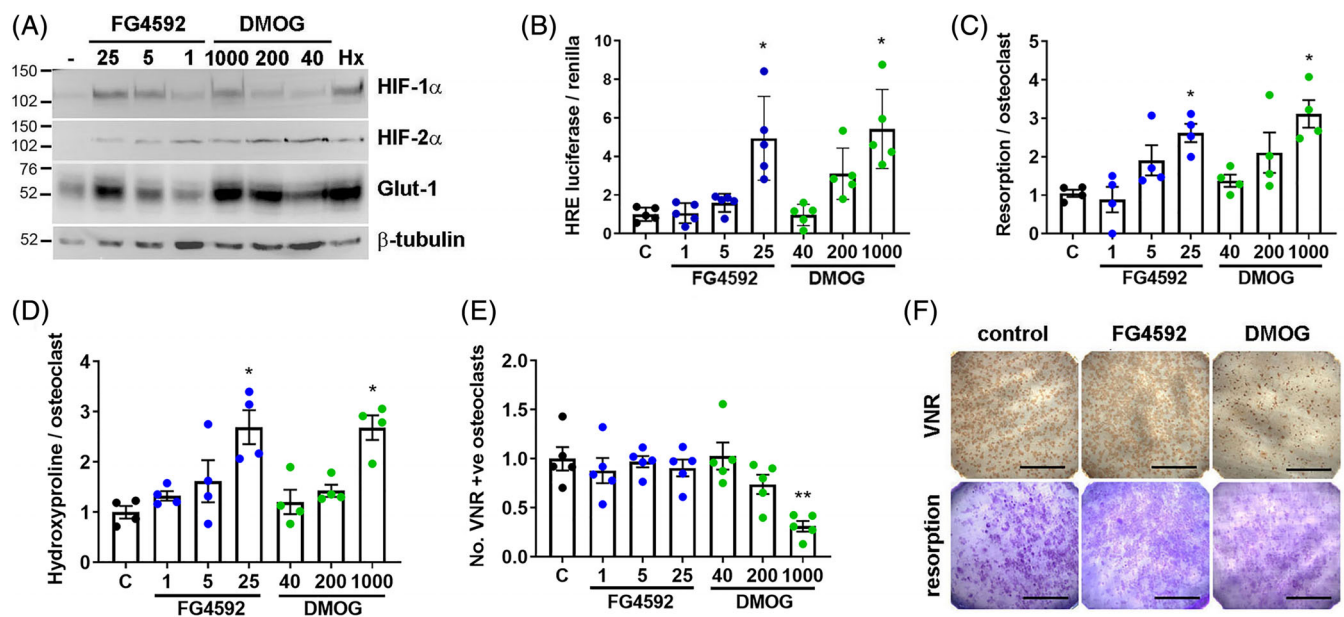 (A)
FG4592 DMOG
- 25 5 1 1000 200 40 Hx
150
102
HIF-1α
150
102
HIF-2α
76
52
Glut-1
52
β-tubulin
(B)
HRE luciferase / renilla
10
8
6
4
2
0
* *
C 1 5 25 40 200 1000
FG4592 DMOG
(C)
Resorption / osteoclast
5
4
3
2
1
0
* *
C 1 5 25 40 200 1000
FG4592 DMOG
(D)
Hydroxyproline / osteoclast
4
3
2
1
0
* *
C 1 5 25 40 200 1000
FG4592 DMOG
(E)
No. VNR +ve osteoclasts
2.0
1.5
1.0
0.5
0.0
**
C 1 5 25 40 200 1000
FG4592 DMOG
(F)
control FG4592 DMOG
VNR
resorption